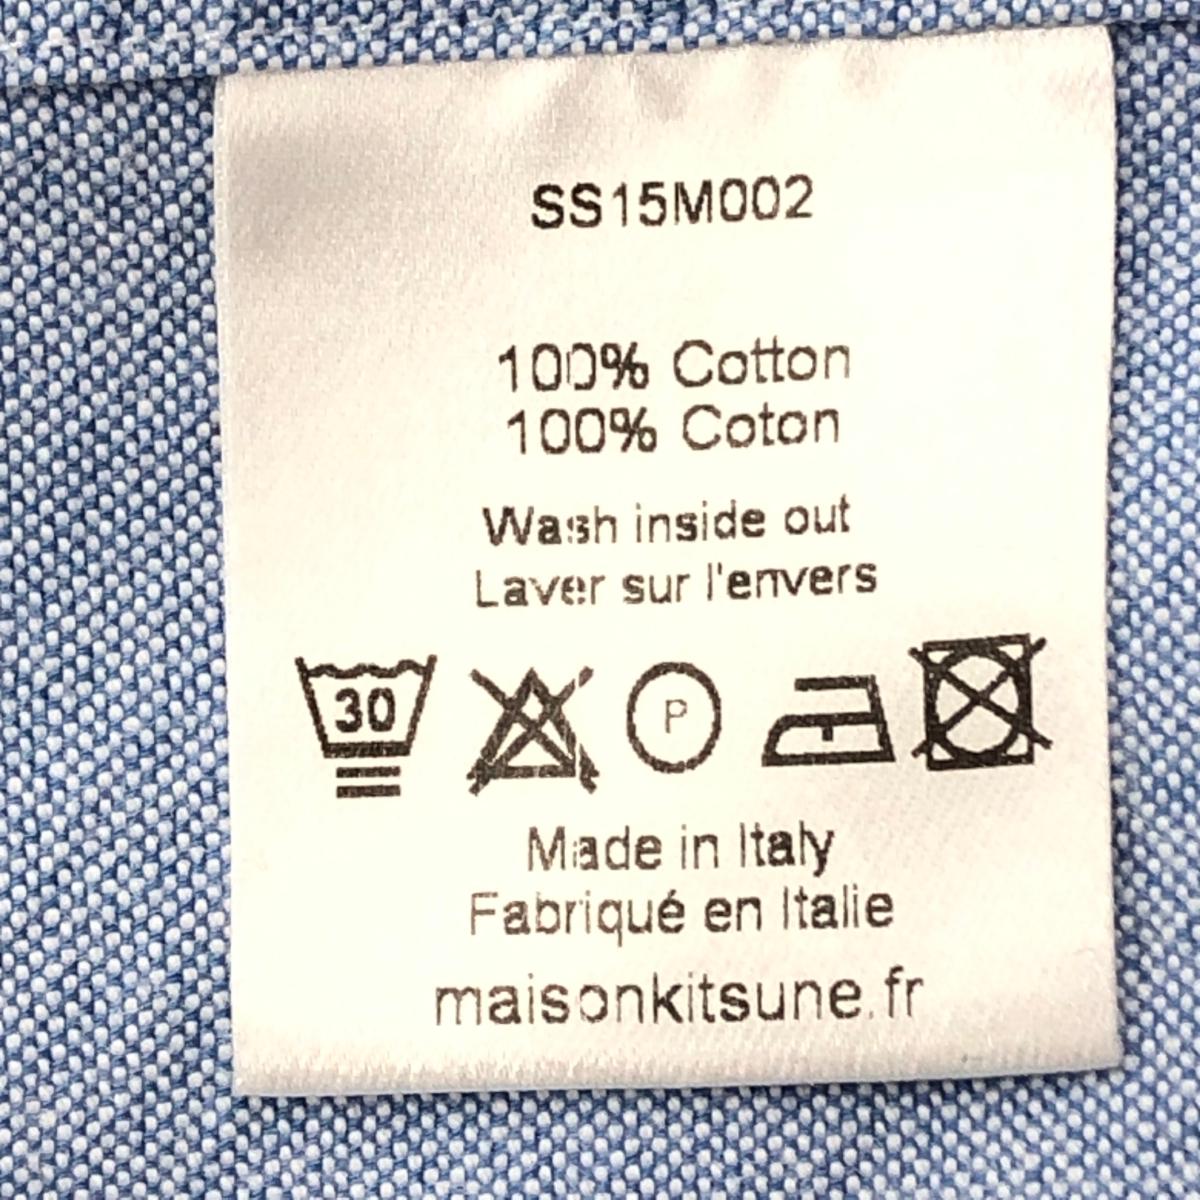 SS15M002
100% Cotton
100% Coton
Wash inside out
Laver sur l'envers
30 P
Made in Italy
Fabriqué en Italie
maisonkitsune.fr